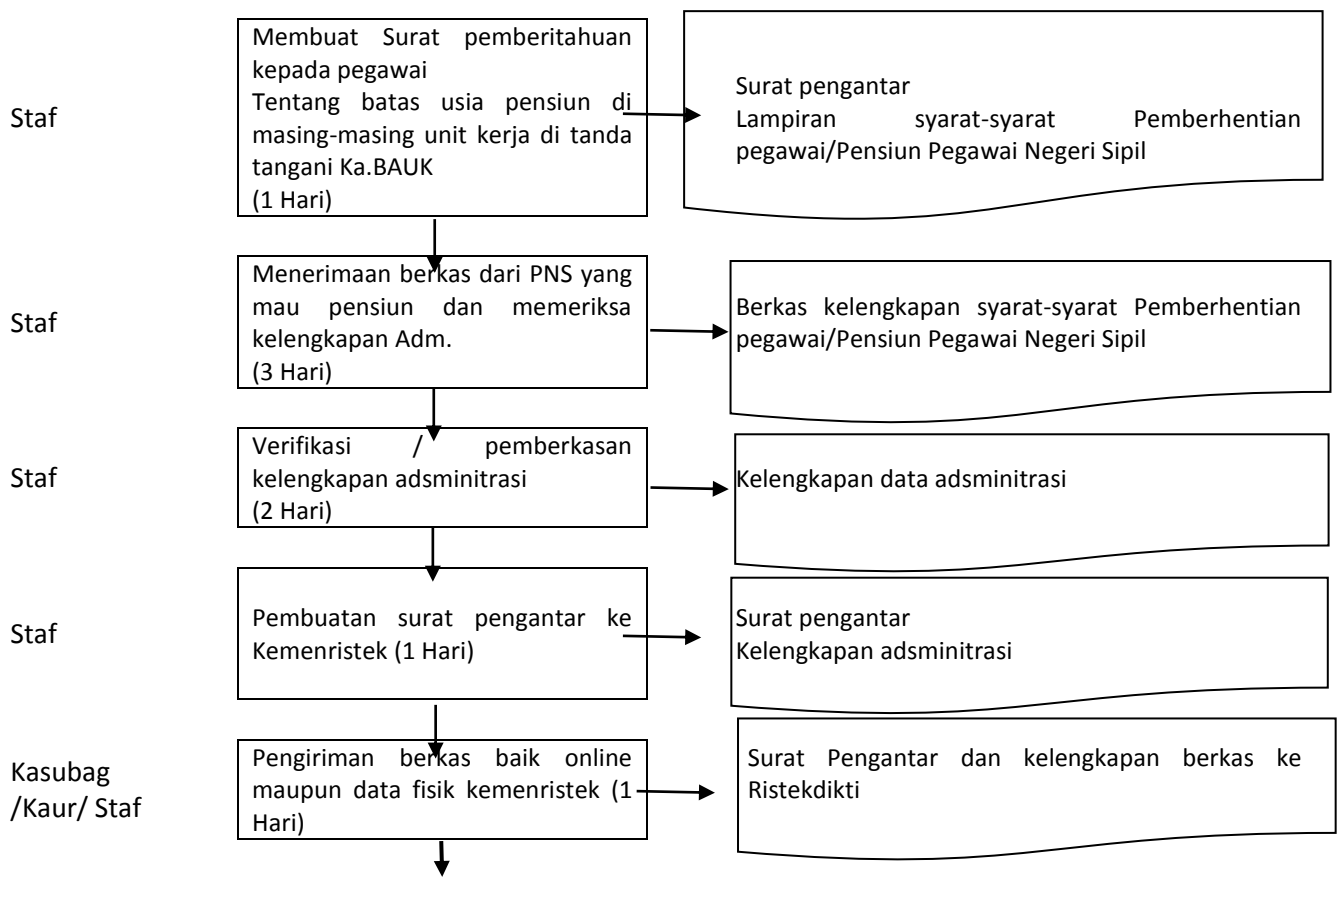 Staf
Membuat Surat pemberitahuan
kepada pegawai
Tentang batas usia pensiun di
masing-masing unit kerja di tanda
tangani Ka.BAUK
(1 Hari)
Surat pengantar
Lampiran syarat-syarat Pemberhentian
pegawai/Pensiun Pegawai Negeri Sipil
Staf
Menerimaan berkas dari PNS yang
mau pensiun dan memeriksa
kelengkapan Adm.
(3 Hari)
Berkas kelengkapan syarat-syarat Pemberhentian
pegawai/Pensiun Pegawai Negeri Sipil
Staf
Verifikasi / pemberkasan
kelengkapan adsminitrasi
(2 Hari)
Kelengkapan data adsminitrasi
Staf
Pembuatan surat pengantar ke
Kemenristek (1 Hari)
Surat pengantar
Kelengkapan adsminitrasi
Kasubag
/Kaur/ Staf
Pengiriman berkas baik online
maupun data fisik kemenristek (1
Hari)
Surat Pengantar dan kelengkapan berkas ke
Ristekdikti